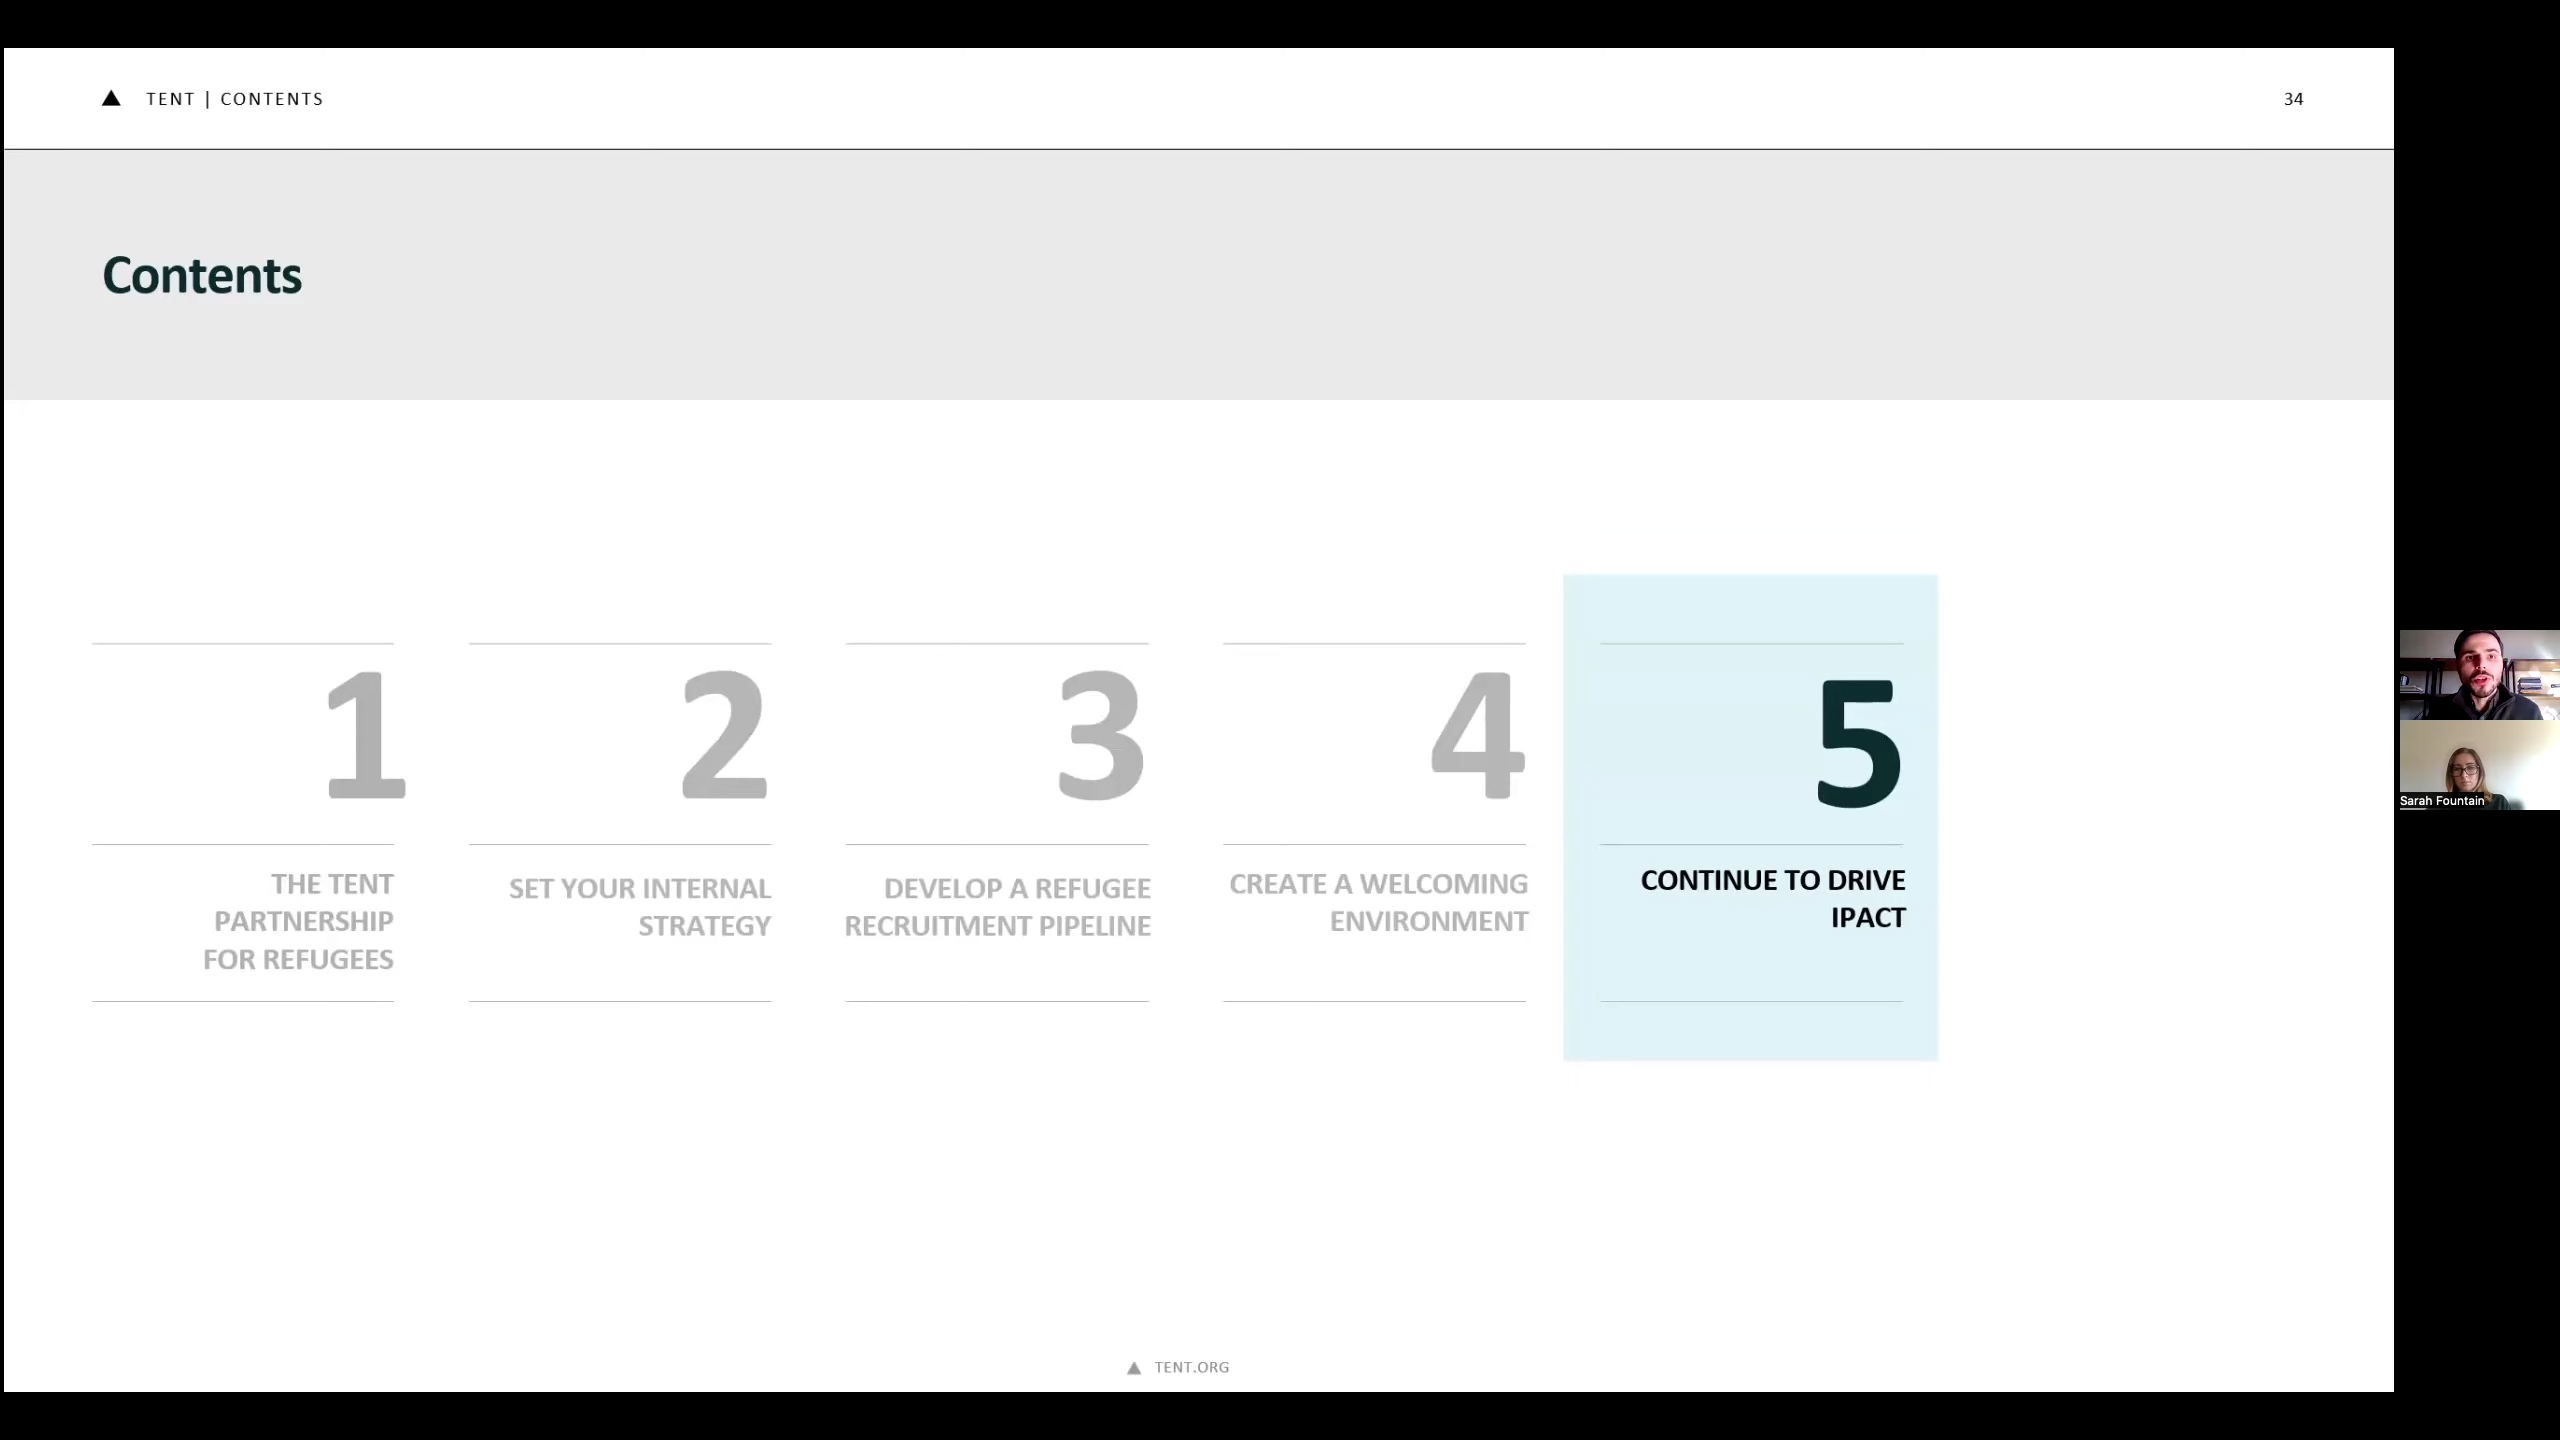 TENT | CONTENTS
34
Contents
1
THE TENT
PARTNERSHIP
FOR REFUGEES
2
SET YOUR INTERNAL
STRATEGY
3
DEVELOP A REFUGEE
RECRUITMENT PIPELINE
4
CREATE A WELCOMING
ENVIRONMENT
5
CONTINUE TO DRIVE
IPACT
Sarah Fountain
TENT.ORG